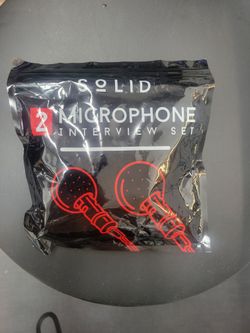 SOLID
2 MICROPHONE
INTERVIEW SET